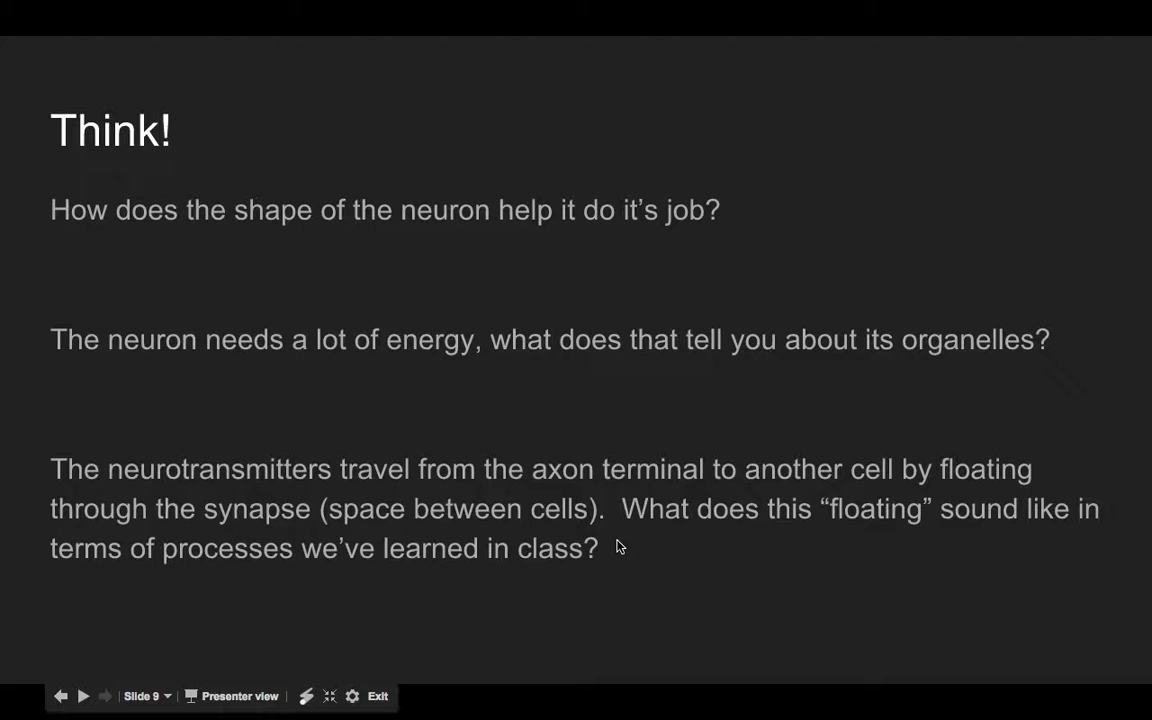 Think!
How does the shape of the neuron help it do it’s job?
The neuron needs a lot of energy, what does that tell you about its organelles?
The neurotransmitters travel from the axon terminal to another cell by floating
through the synapse (space between cells).  What does this “floating” sound like in
terms of processes we’ve learned in class?
Slide 9 Presenter view Exit